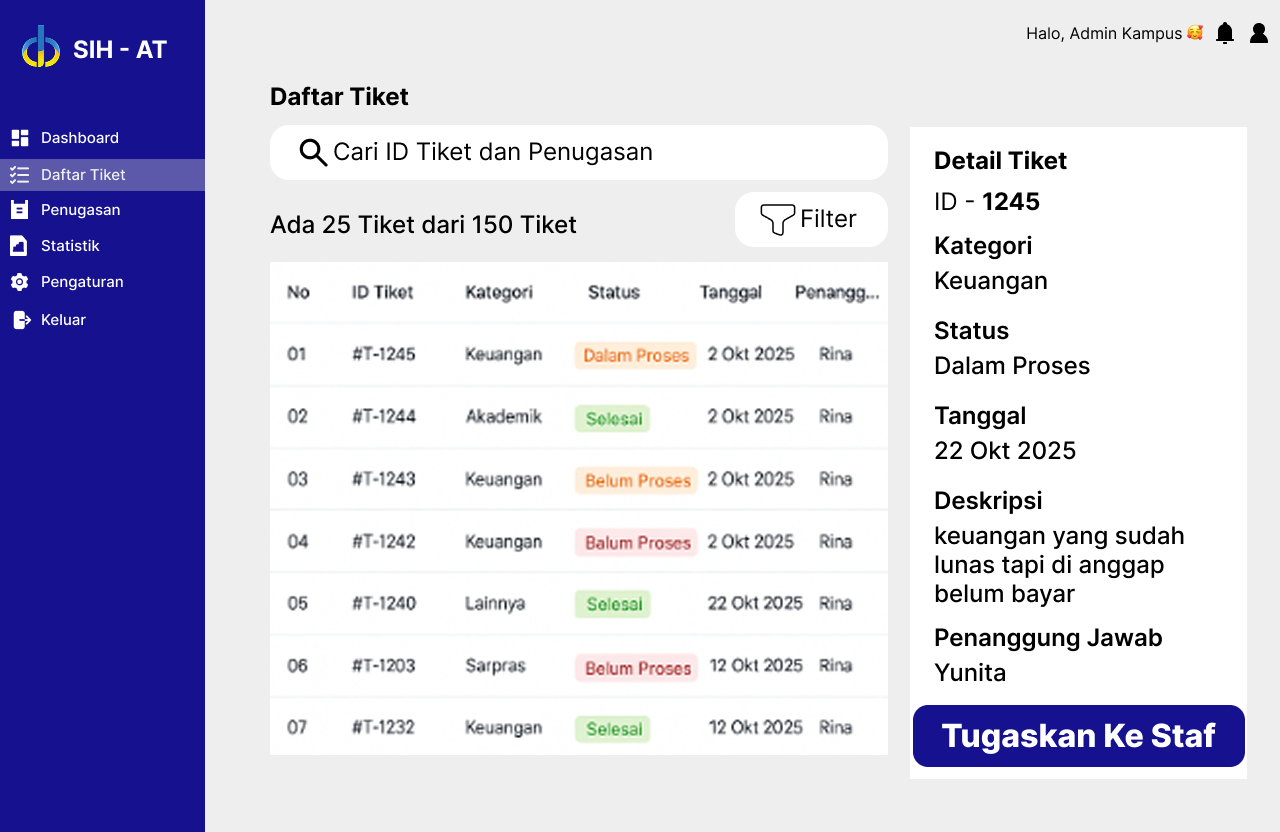 SIH - AT
Halo, Admin Kampus 🥰
Dashboard
Daftar Tiket
Penugasan
Statistik
Pengaturan
Keluar
Daftar Tiket
Cari ID Tiket dan Penugasan
Ada 25 Tiket dari 150 Tiket
Filter
No ID Tiket Kategori Status Tanggal Penangg...
01 #T-1245 Keuangan Dalam Proses 2 Okt 2025 Rina
02 #T-1244 Akademik Selesai 2 Okt 2025 Rina
03 #T-1243 Keuangan Belum Proses 2 Okt 2025 Rina
04 #T-1242 Keuangan Balum Proses 2 Okt 2025 Rina
05 #T-1240 Lainnya Selesai 22 Okt 2025 Rina
06 #T-1203 Sarpras Belum Proses 12 Okt 2025 Rina
07 #T-1232 Keuangan Selesai 12 Okt 2025 Rina
Detail Tiket
ID - 1245
Kategori
Keuangan
Status
Dalam Proses
Tanggal
22 Okt 2025
Deskripsi
keuangan yang sudah
lunas tapi di anggap
belum bayar
Penanggung Jawab
Yunita
Tugaskan Ke Staf